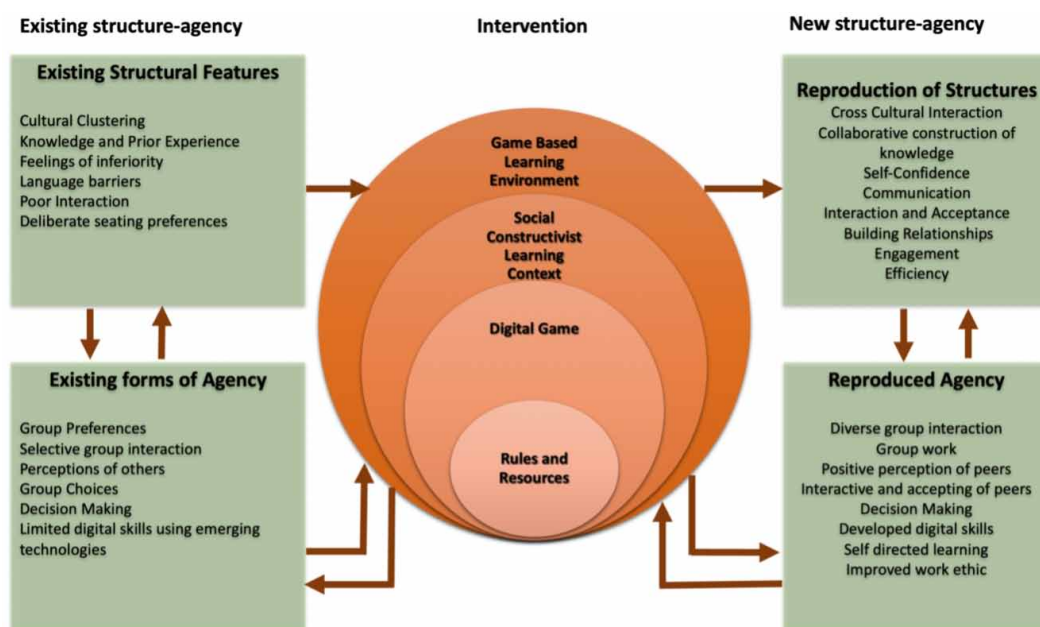 Existing structure-agency
Intervention
New structure-agency
Existing Structural Features
Cultural Clustering
Knowledge and Prior Experience
Feelings of inferiority
Language barriers
Poor Interaction
Deliberate seating preferences
Existing forms of Agency
Group Preferences
Selective group interaction
Perceptions of others
Group Choices
Decision Making
Limited digital skills using emerging
technologies
Game Based
Learning
Environment
Social
Constructivist
Learning
Context
Digital Game
Rules and
Resources
Reproduction of Structures
Cross Cultural Interaction
Collaborative construction of
knowledge
Self-Confidence
Communication
Interaction and Acceptance
Building Relationships
Engagement
Efficiency
Reproduced Agency
Diverse group interaction
Group work
Positive perception of peers
Interactive and accepting of peers
Decision Making
Developed digital skills
Self directed learning
Improved work ethic